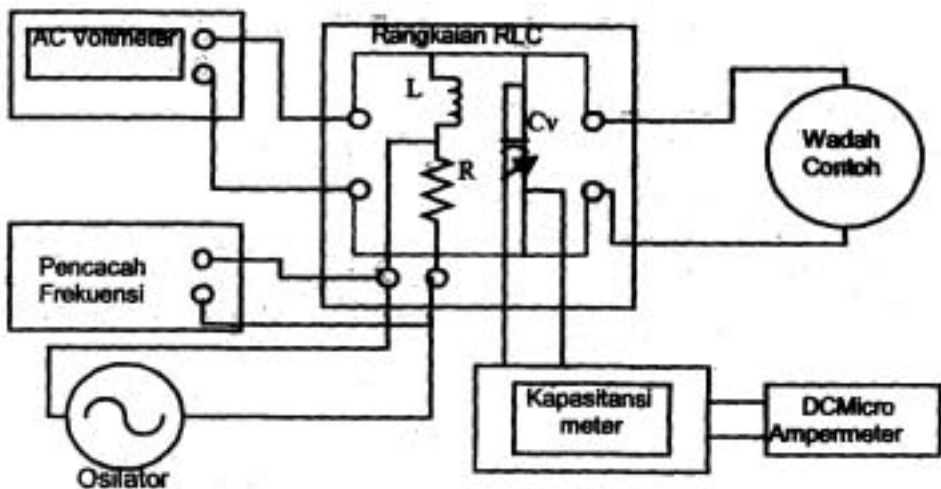 AC Voltmeter
Rangkaian RLC
L
Cv
R
Wadah
Contoh
Pencacah
Frekuensi
Kapasitansi
meter
DCMicro
Ampermeter
Osilator